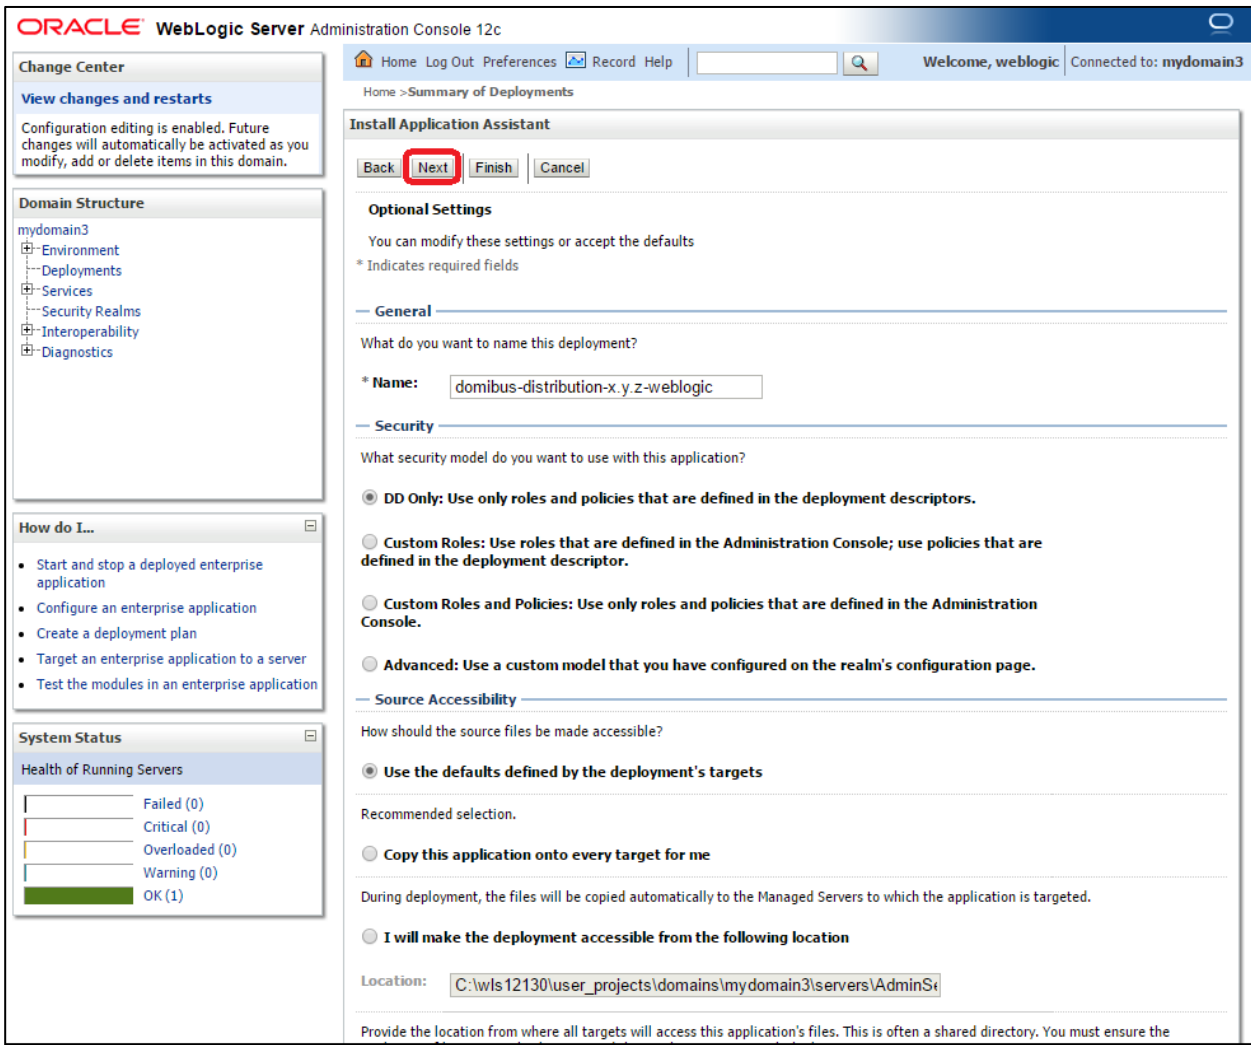 ORACLE WebLogic Server Administration Console 12c
Change Center
View changes and restarts
Configuration editing is enabled. Future
changes will automatically be activated as you
modify, add or delete items in this domain.
Domain Structure
mydomain3
Environment
Deployments
Services
Security Realms
Interoperability
Diagnostics
How do I...
Start and stop a deployed enterprise
application
Configure an enterprise application
Create a deployment plan
Target an enterprise application to a server
Test the modules in an enterprise application
System Status
Health of Running Servers
Failed (0)
Critical (0)
Overloaded (0)
Warning (0)
OK (1)
Home Log Out Preferences Record Help
Welcome, weblogic Connected to: mydomain3
Home >Summary of Deployments
Install Application Assistant
Back Next Finish Cancel
Optional Settings
You can modify these settings or accept the defaults
* Indicates required fields
General
What do you want to name this deployment?
* Name: domibus-distribution-x.y.z-weblogic
Security
What security model do you want to use with this application?
DD Only: Use only roles and policies that are defined in the deployment descriptors.
Custom Roles: Use roles that are defined in the Administration Console; use policies that are
defined in the deployment descriptor.
Custom Roles and Policies: Use only roles and policies that are defined in the Administration
Console.
Advanced: Use a custom model that you have configured on the realm's configuration page.
Source Accessibility
How should the source files be made accessible?
Use the defaults defined by the deployment's targets
Recommended selection.
Copy this application onto every target for me
During deployment, the files will be copied automatically to the Managed Servers to which the application is targeted.
I will make the deployment accessible from the following location
Location: C:\wls12130\user_projects\domains\mydomain3\servers\AdminSe
Provide the location from where all targets will access this application's files. This is often a shared directory. You must ensure the